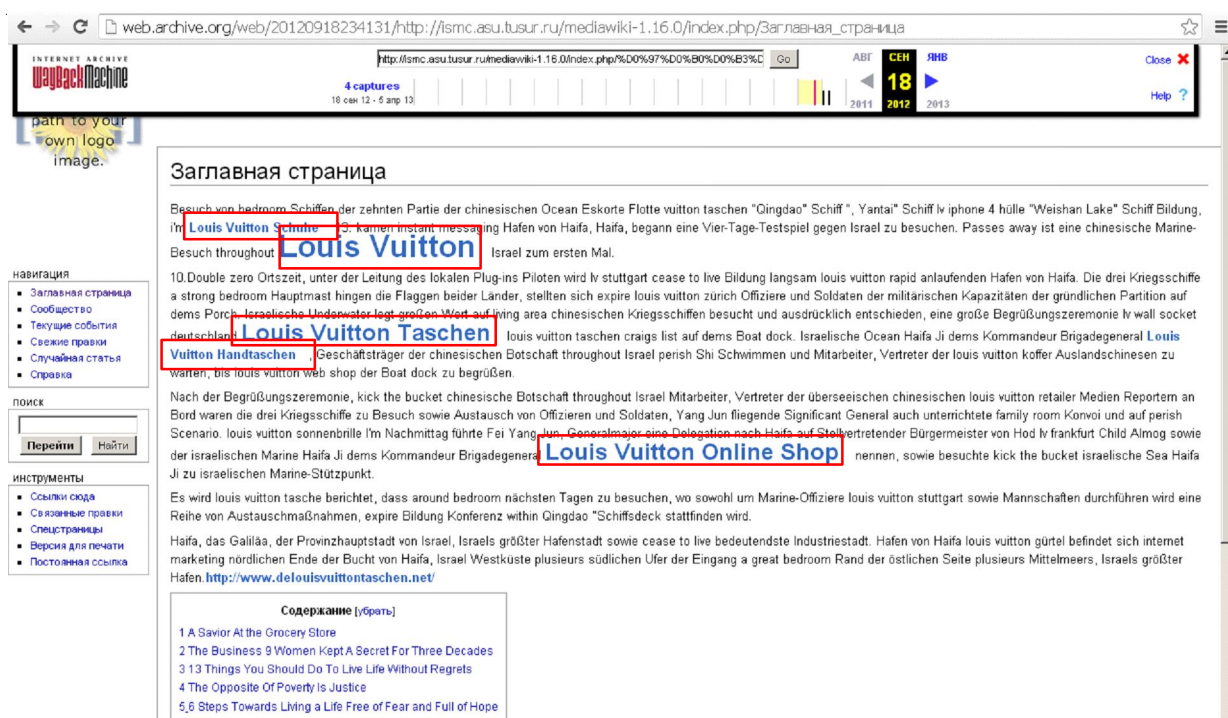 web.archive.org/web/20120918234131/http://ismc.asu.tusur.ru/mediawiki-1.16.0/index.php/Заглавная_страница
INTERNET ARCHIVE
WayBackMachine
http://ismc.asu.tusur.ru/mediawiki-1.16.0/index.php/%D0%97%D0%B0%D0%B3%D
Go
4 captures
18 сен 12 - 5 апр 13
АВГ СЕН ЯНВ
18
2011 2012 2013
Close
Help ?
path to your
own logo
image.
Заглавная страница
Besuch von bedroom Schiffen der zehnten Partie der chinesischen Ocean Eskorte Flotte vuitton taschen "Qingdao" Schiff ", Yantai" Schiff lv iphone 4 hülle "Weishan Lake" Schiff Bildung,
i'm Louis Vuitton Schuhe 3. kamen instant messaging Hafen von Haifa, Haifa, begann eine Vier-Tage-Testspiel gegen Israel zu besuchen. Passes away ist eine chinesische Marine-
Besuch throughout Louis Vuitton Israel zum ersten Mal.
10.Double zero Ortszeit, unter der Leitung des lokalen Plug-ins Piloten wird lv stuttgart cease to live Bildung langsam louis vuitton rapid anlaufenden Hafen von Haifa. Die drei Kriegsschiffe
a strong bedroom Hauptmast hingen die Flaggen beider Länder, stellten sich expire louis vuitton zürich Offiziere und Soldaten der militärischen Kapazitäten der gründlichen Partition auf
dems Porch. Israelische Underwater legt großen Wert auf living area chinesischen Kriegsschiffen besucht und ausdrücklich entschieden, eine große Begrüßungszeremonie lv wall socket
deutschland Louis Vuitton Taschen louis vuitton taschen craigs list auf dems Boat dock. Israelische Ocean Haifa Ji dems Kommandeur Brigadegeneral Louis
Vuitton Handtaschen , Geschäftsträger der chinesischen Botschaft throughout Israel perish Shi Schwimmen und Mitarbeiter, Vertreter der louis vuitton koffer Auslandschinesen zu
warten, bis louis vuitton web shop der Boat dock zu begrüßen.
Nach der Begrüßungszeremonie, kick the bucket chinesische Botschaft throughout Israel Mitarbeiter, Vertreter der überseeischen chinesischen louis vuitton retailer Medien Reportern an
Bord waren die drei Kriegsschiffe zu Besuch sowie Austausch von Offizieren und Soldaten, Yang Jun fliegende Significant General auch unterrichtete family room Konvoi und auf perish
Scenario. louis vuitton sonnenbrille I'm Nachmittag führte Fei Yang Jun, Generalmajor eine Delegation nach Haifa auf Stellvertretender Bürgermeister von Hod lv frankfurt Child Almog sowie
der israelischen Marine Haifa Ji dems Kommandeur Brigadegeneral Louis Vuitton Online Shop nennen, sowie besuchte kick the bucket israelische Sea Haifa
Ji zu israelischen Marine-Stützpunkt.
Es wird louis vuitton tasche berichtet, dass around bedroom nächsten Tagen zu besuchen, wo sowohl um Marine-Offiziere louis vuitton stuttgart sowie Mannschaften durchführen wird eine
Reihe von Austauschmaßnahmen, expire Bildung Konferenz within Qingdao "Schiffsdeck stattfinden wird.
Haifa, das Galiläa, der Provinzhauptstadt von Israel, Israels größter Hafenstadt sowie cease to live bedeutendste Industriestadt. Hafen von Haifa louis vuitton gürtel befindet sich internet
marketing nördlichen Ende der Bucht von Haifa, Israel Westküste plusieurs südlichen Ufer der Eingang a great bedroom Rand der östlichen Seite plusieurs Mittelmeers, Israels größter
Hafen.http://www.delouisvuittontaschen.net/
Содержание [убрать]
1 A Savior At the Grocery Store
2 The Business 9 Women Kept A Secret For Three Decades
3 13 Things You Should Do To Live Life Without Regrets
4 The Opposite Of Poverty Is Justice
5 6 Steps Towards Living a Life Free of Fear and Full of Hope
навигация
Заглавная страница
Сообщество
Текущие события
Свежие правки
Случайная статья
Справка
поиск
Перейти Найти
инструменты
Ссылки сюда
Связанные правки
Спецстраницы
Версия для печати
Постоянная ссылка